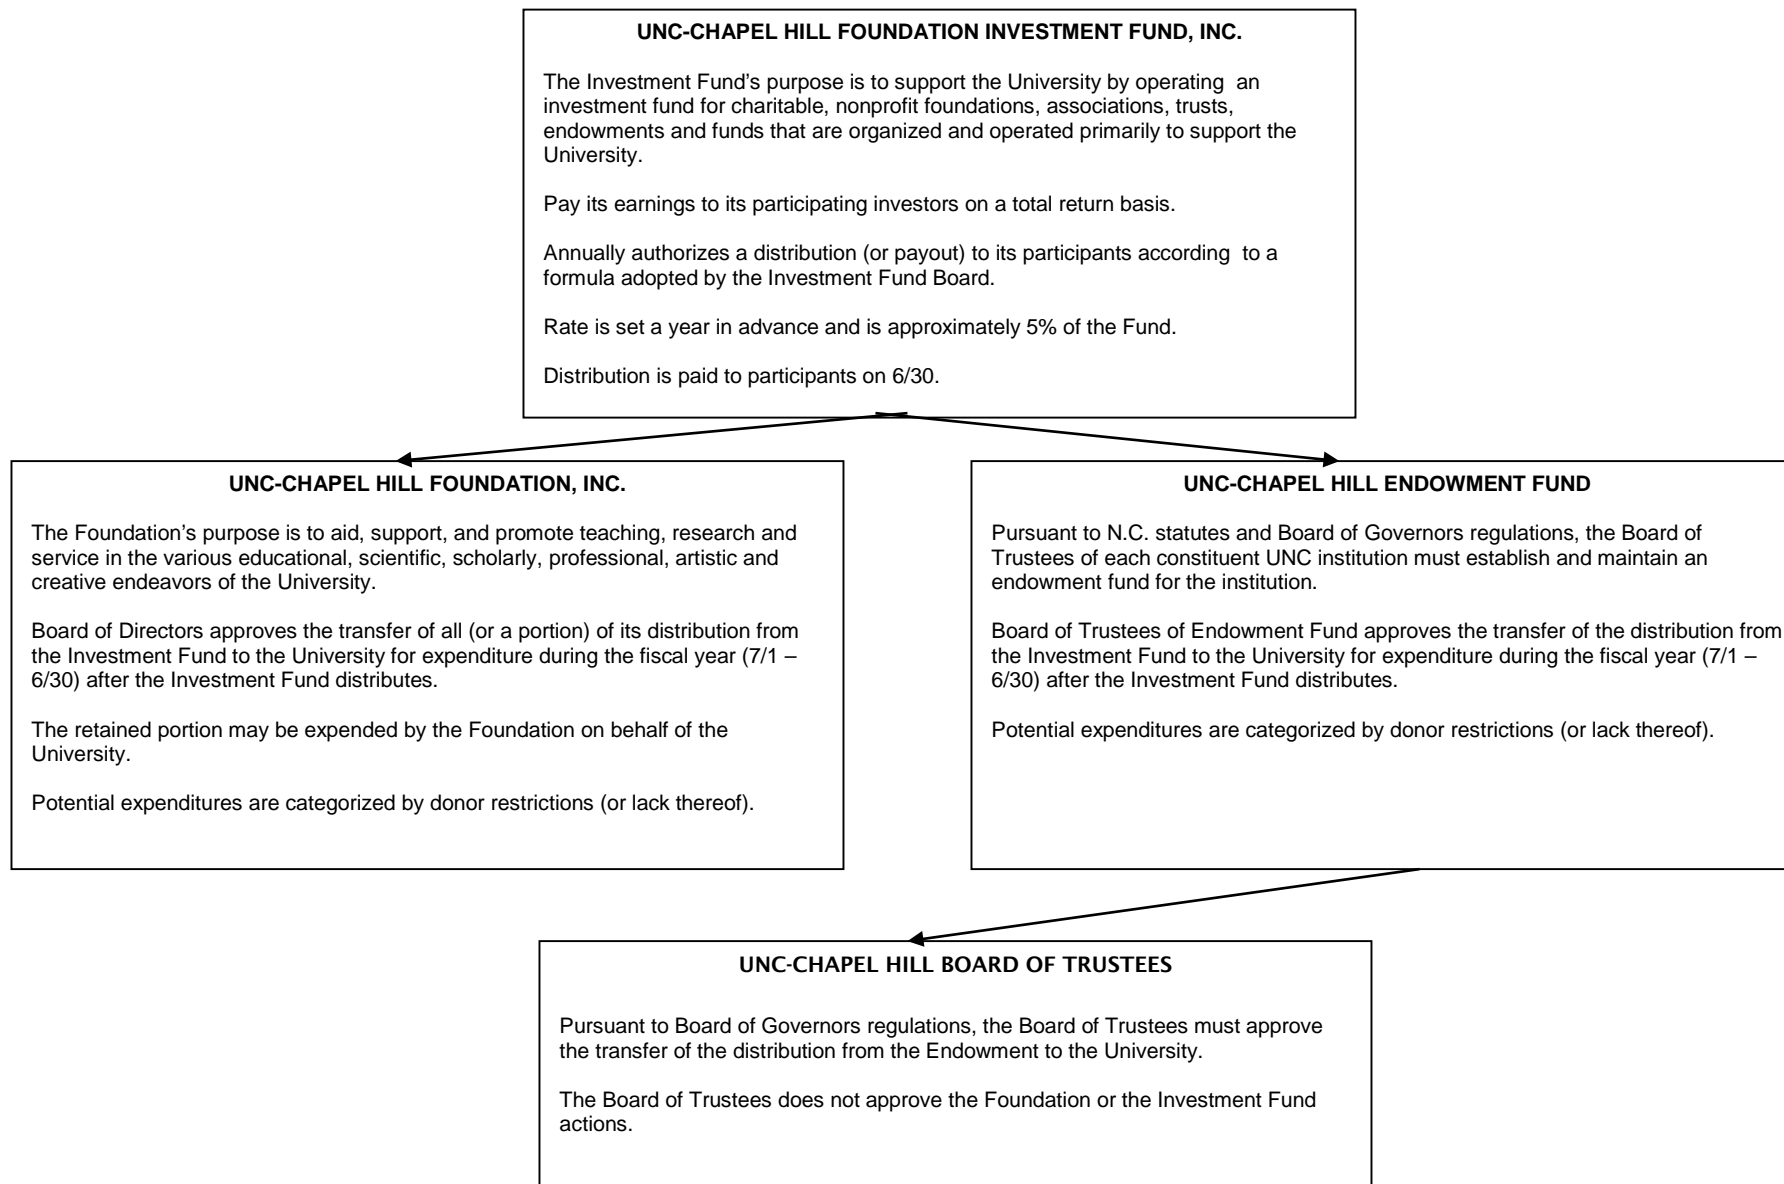 UNC-CHAPEL HILL FOUNDATION INVESTMENT FUND, INC.
The Investment Fund's purpose is to support the University by operating an
investment fund for charitable, nonprofit foundations, associations, trusts,
endowments and funds that are organized and operated primarily to support the
University.
Pay its earnings to its participating investors on a total return basis.
Annually authorizes a distribution (or payout) to its participants according to a
formula adopted by the Investment Fund Board.
Rate is set a year in advance and is approximately 5% of the Fund.
Distribution is paid to participants on 6/30.
UNC-CHAPEL HILL FOUNDATION, INC.
The Foundation's purpose is to aid, support, and promote teaching, research and
service in the various educational, scientific, scholarly, professional, artistic and
creative endeavors of the University.
Board of Directors approves the transfer of all (or a portion) of its distribution from
the Investment Fund to the University for expenditure during the fiscal year (7/1 –
6/30) after the Investment Fund distributes.
The retained portion may be expended by the Foundation on behalf of the
University.
Potential expenditures are categorized by donor restrictions (or lack thereof).
UNC-CHAPEL HILL ENDOWMENT FUND
Pursuant to N.C. statutes and Board of Governors regulations, the Board of
Trustees of each constituent UNC institution must establish and maintain an
endowment fund for the institution.
Board of Trustees of Endowment Fund approves the transfer of the distribution from
the Investment Fund to the University for expenditure during the fiscal year (7/1 –
6/30) after the Investment Fund distributes.
Potential expenditures are categorized by donor restrictions (or lack thereof).
UNC-CHAPEL HILL BOARD OF TRUSTEES
Pursuant to Board of Governors regulations, the Board of Trustees must approve
the transfer of the distribution from the Endowment to the University.
The Board of Trustees does not approve the Foundation or the Investment Fund
actions.